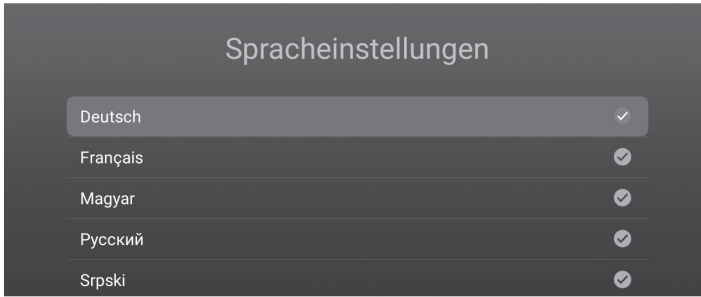 Spracheinstellungen
Deutsch
Français
Magyar
Русский
Srpski